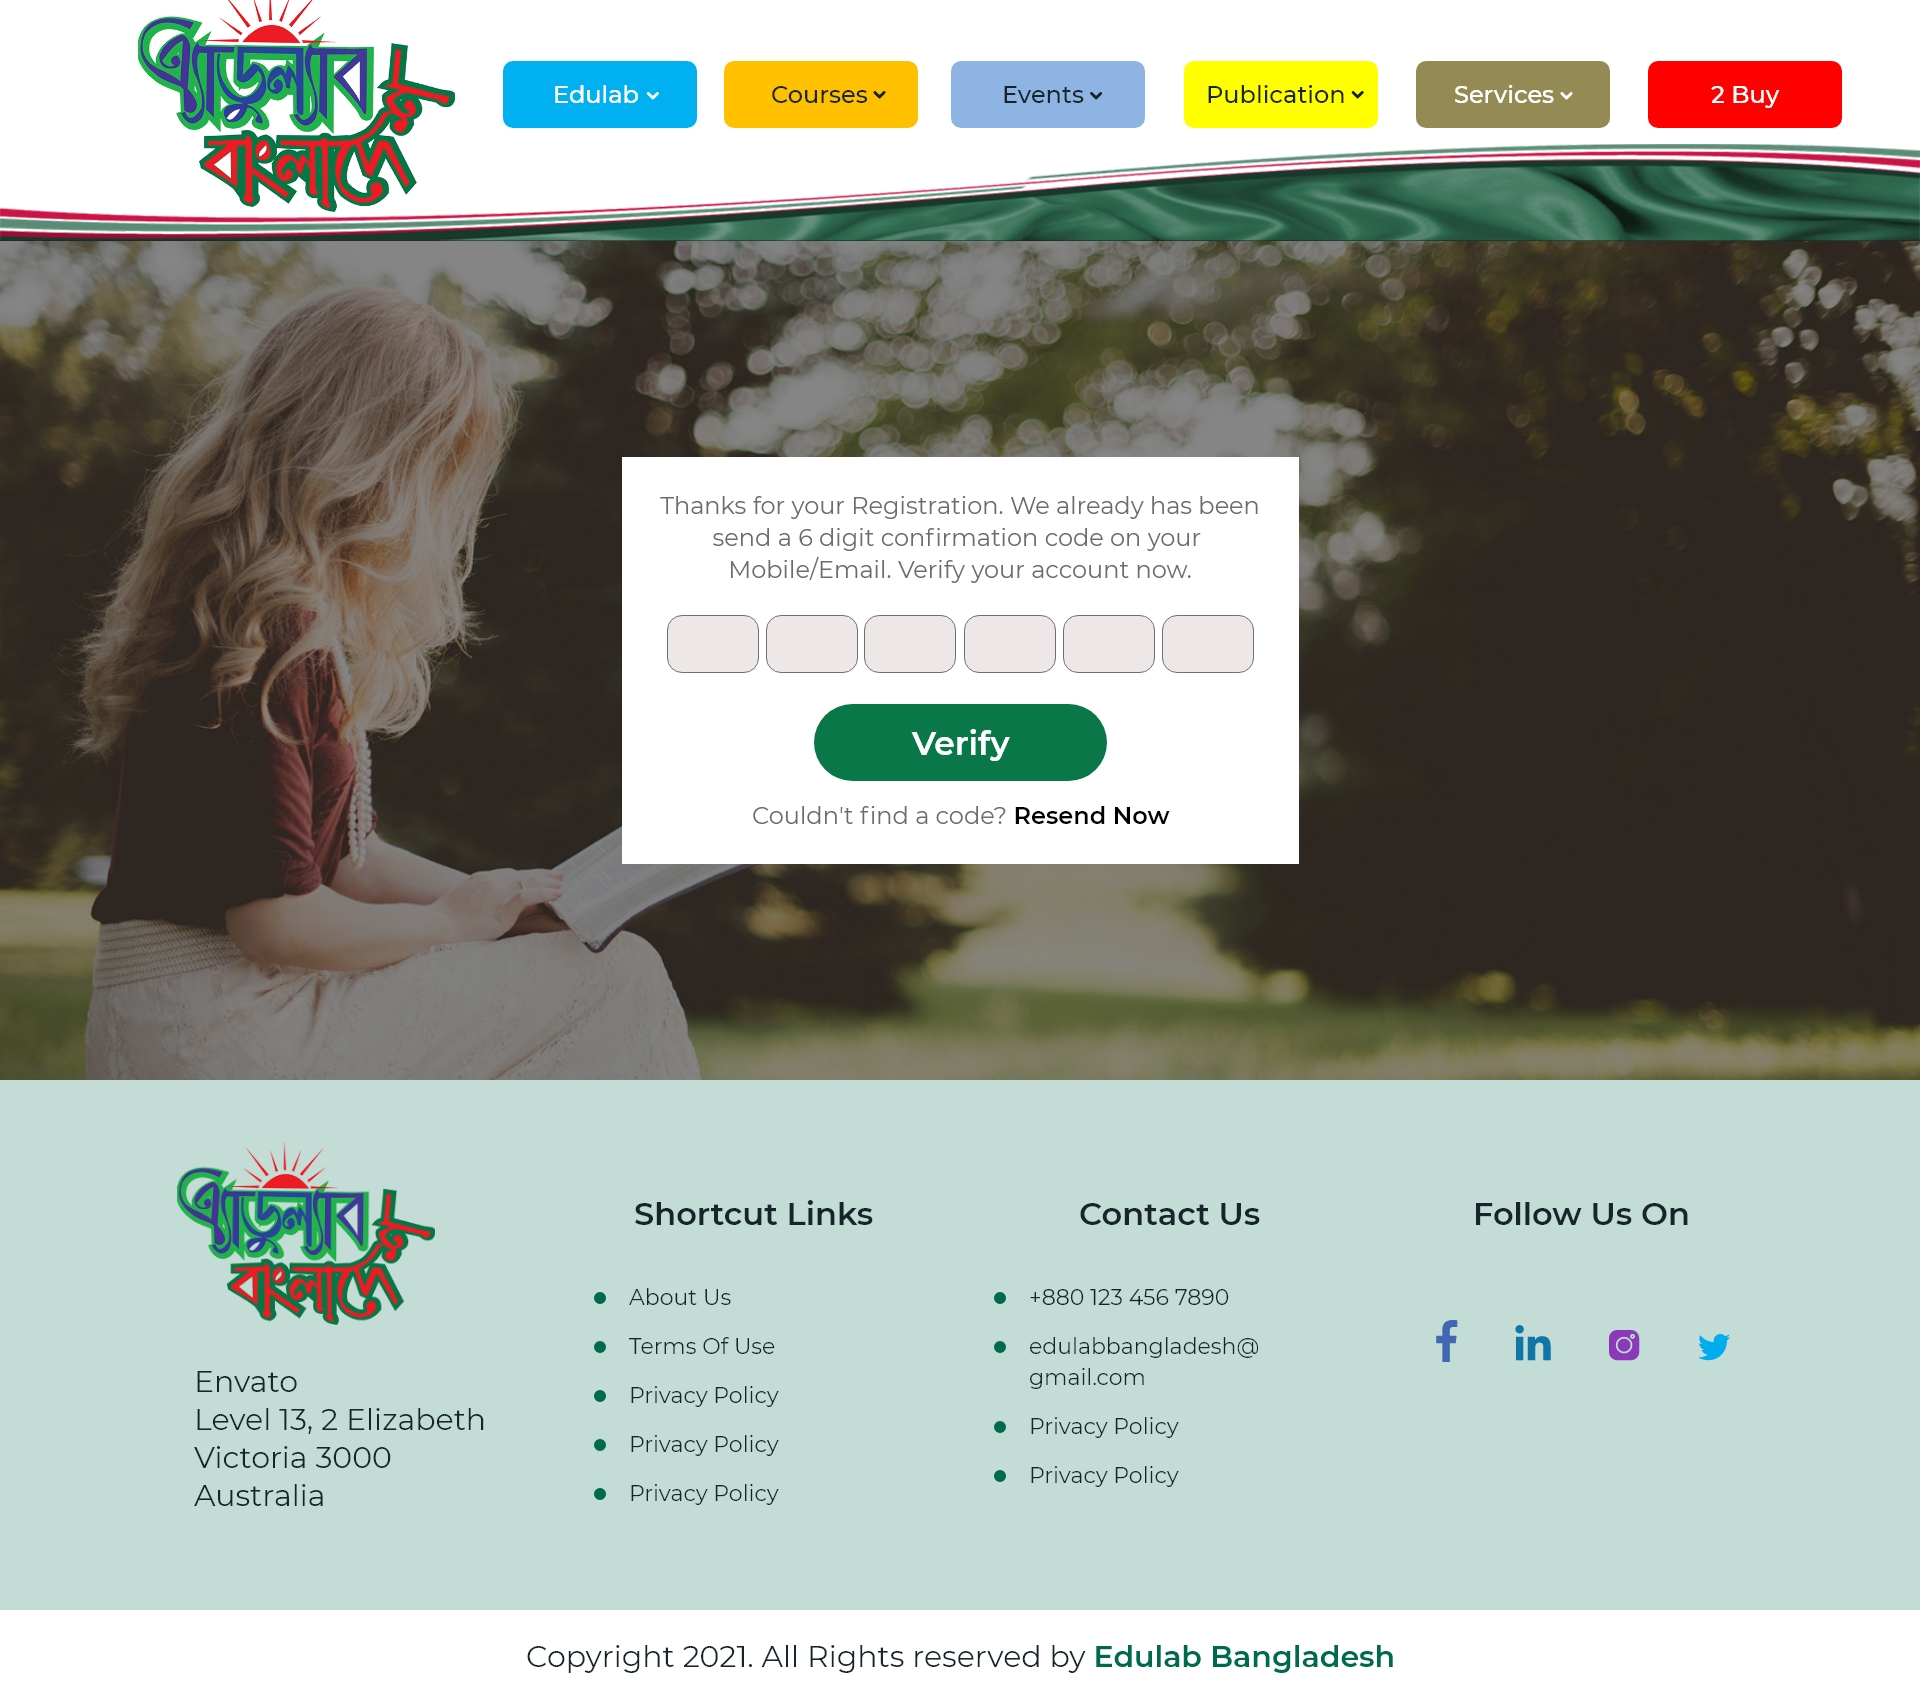 এ্যাডুল্যাব
বাংলাদেশ
Edulab
Courses
Events
Publication
Services
2 Buy
Thanks for your Registration. We already has been
send a 6 digit confirmation code on your
Mobile/Email. Verify your account now.
Verify
Couldn't find a code? Resend Now
এ্যাডুল্যাব
বাংলাদেশ
Envato
Level 13, 2 Elizabeth
Victoria 3000
Australia
Shortcut Links
About Us
Terms Of Use
Privacy Policy
Privacy Policy
Privacy Policy
Contact Us
+880 123 456 7890
edulabbangladesh@
gmail.com
Privacy Policy
Privacy Policy
Follow Us On
Copyright 2021. All Rights reserved by Edulab Bangladesh